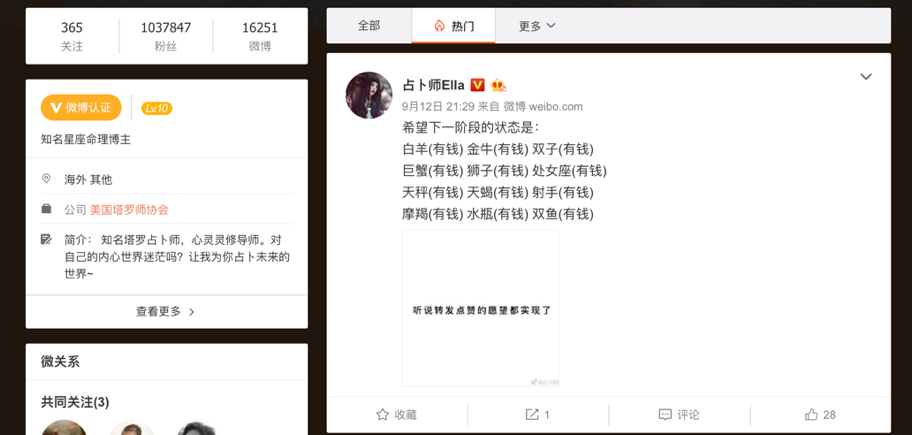 365
关注
1037847
粉丝
16251
微博
微博认证
Lv.10
知名星座命理博主
海外 其他
公司 美国塔罗师协会
简介： 知名塔罗占卜师，心灵灵修导师。对
自己的内心世界迷茫吗？让我为你占卜未来的
世界~
查看更多
微关系
共同关注(3)
全部
热门
更多
占卜师Ella
9月12日 21:29 来自 微博 weibo.com
希望下一阶段的状态是：
白羊(有钱) 金牛(有钱) 双子(有钱)
巨蟹(有钱) 狮子(有钱) 处女座(有钱)
天秤(有钱) 天蝎(有钱) 射手(有钱)
摩羯(有钱) 水瓶(有钱) 双鱼(有钱)
听说转发点赞的愿望都实现了
收藏
1
评论
28